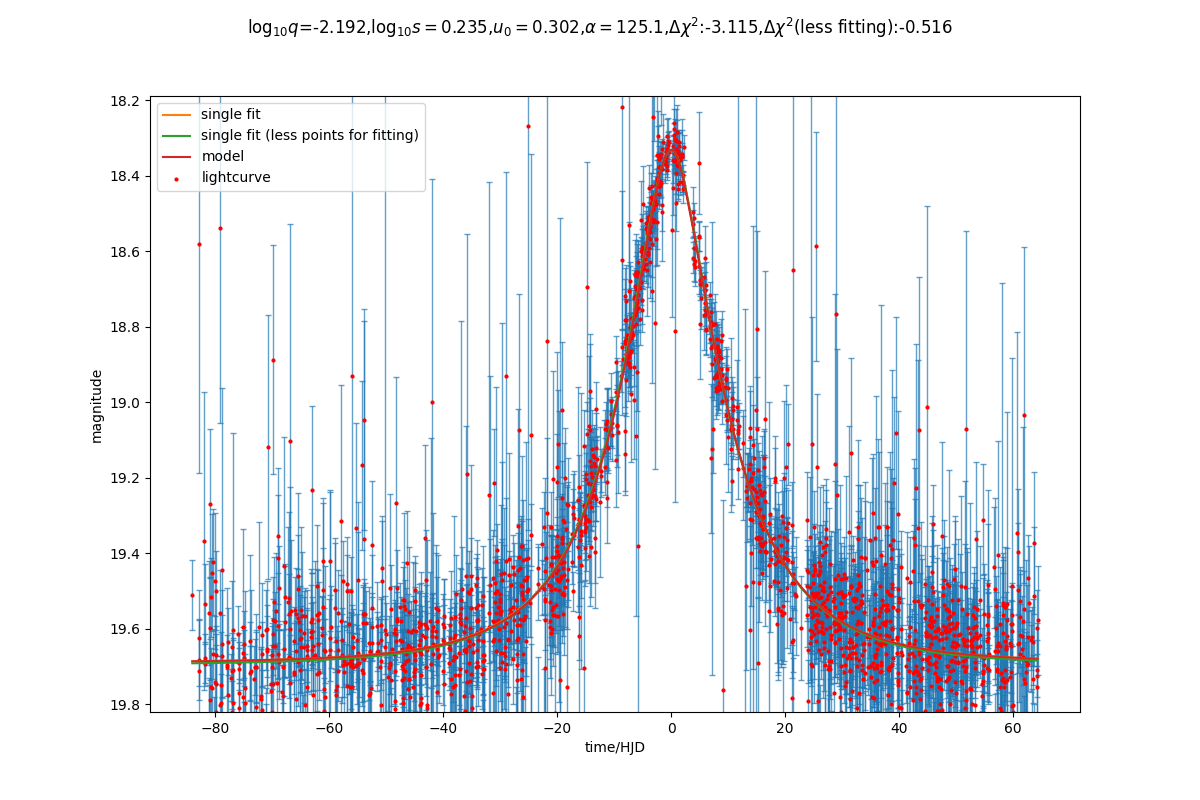 log₁₀q=-2.192,log₁₀s = 0.235,u₀ = 0.302,α = 125.1,Δχ²:-3.115,Δχ²(less fitting):-0.516
single fit
single fit (less points for fitting)
model
lightcurve
magnitude
18.2
18.4
18.6
18.8
19.0
19.2
19.4
19.6
19.8
−80 −60 −40 −20 0 20 40 60
time/HJD